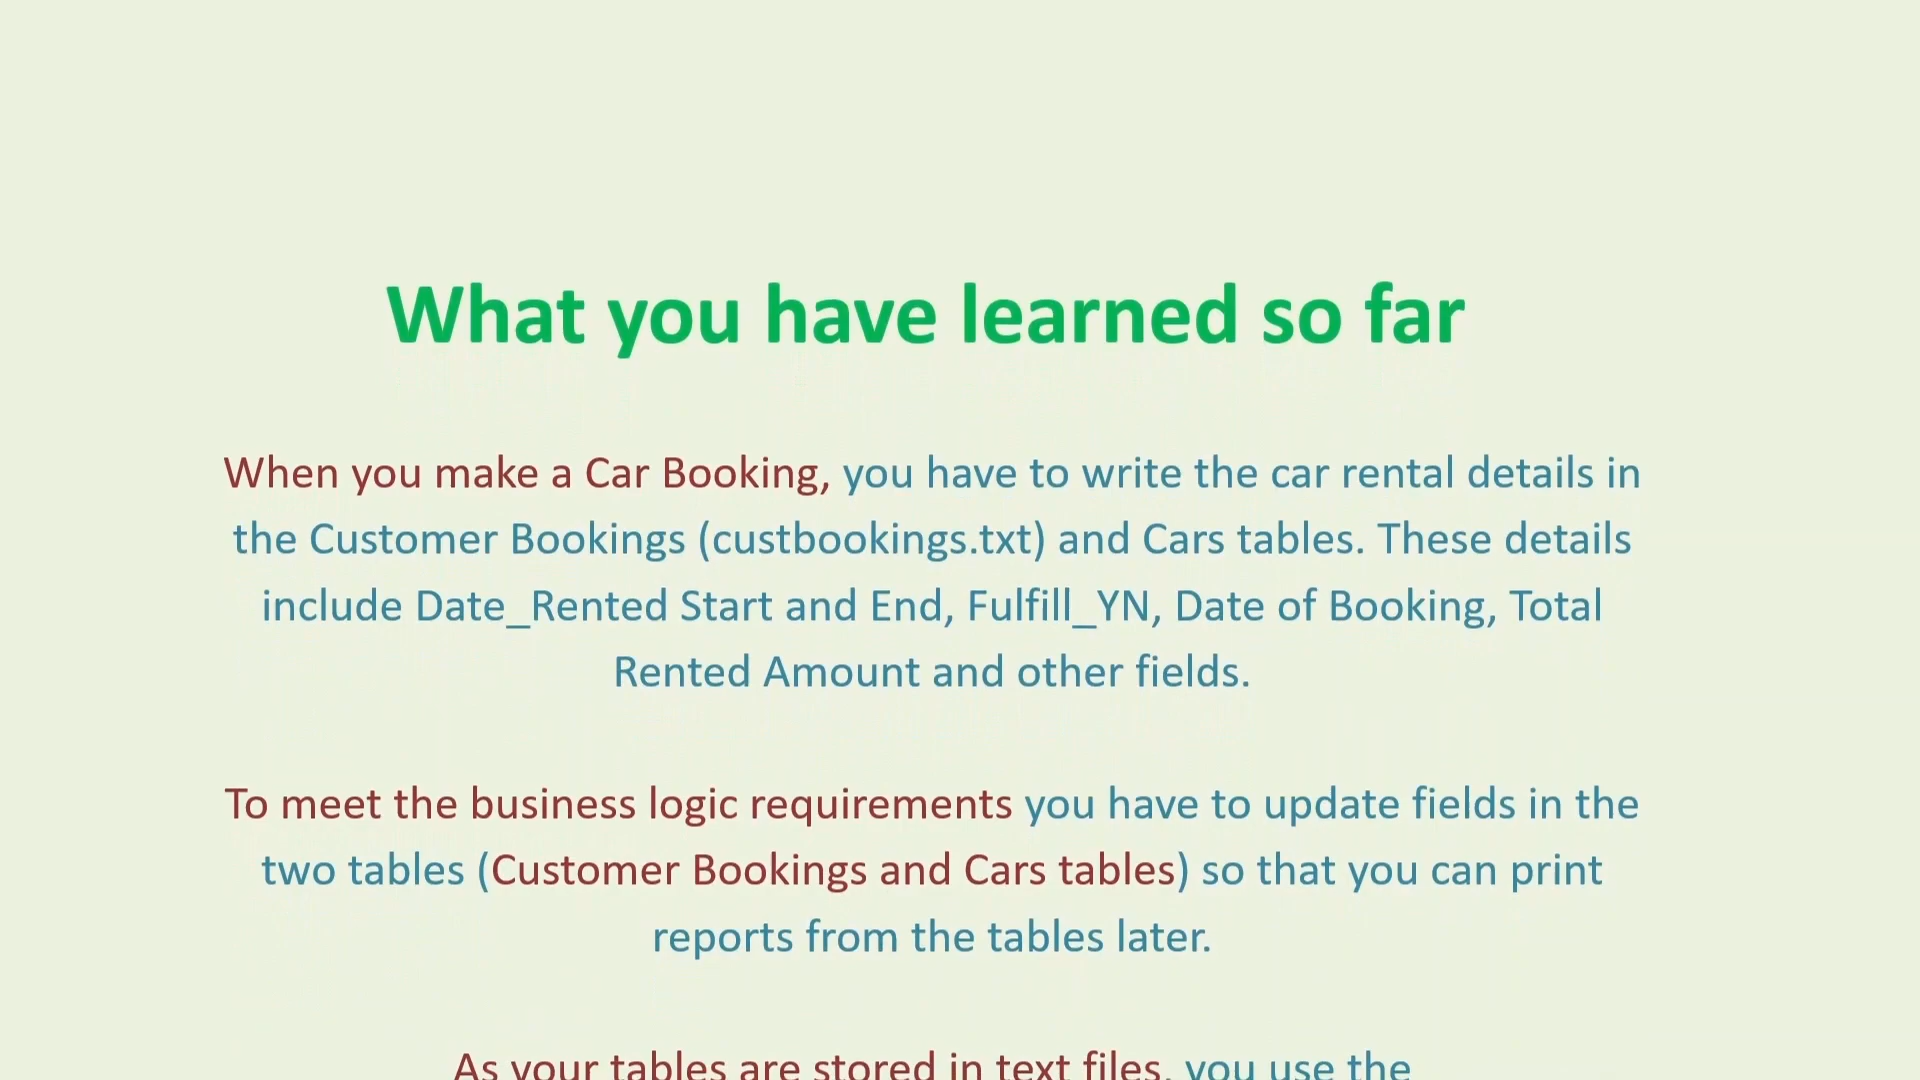 What you have learned so far
When you make a Car Booking, you have to write the car rental details in
the Customer Bookings (custbookings.txt) and Cars tables. These details
include Date_Rented Start and End, Fulfill_YN, Date of Booking, Total
Rented Amount and other fields.
To meet the business logic requirements you have to update fields in the
two tables (Customer Bookings and Cars tables) so that you can print
reports from the tables later.
As your tables are stored in text files, you use the